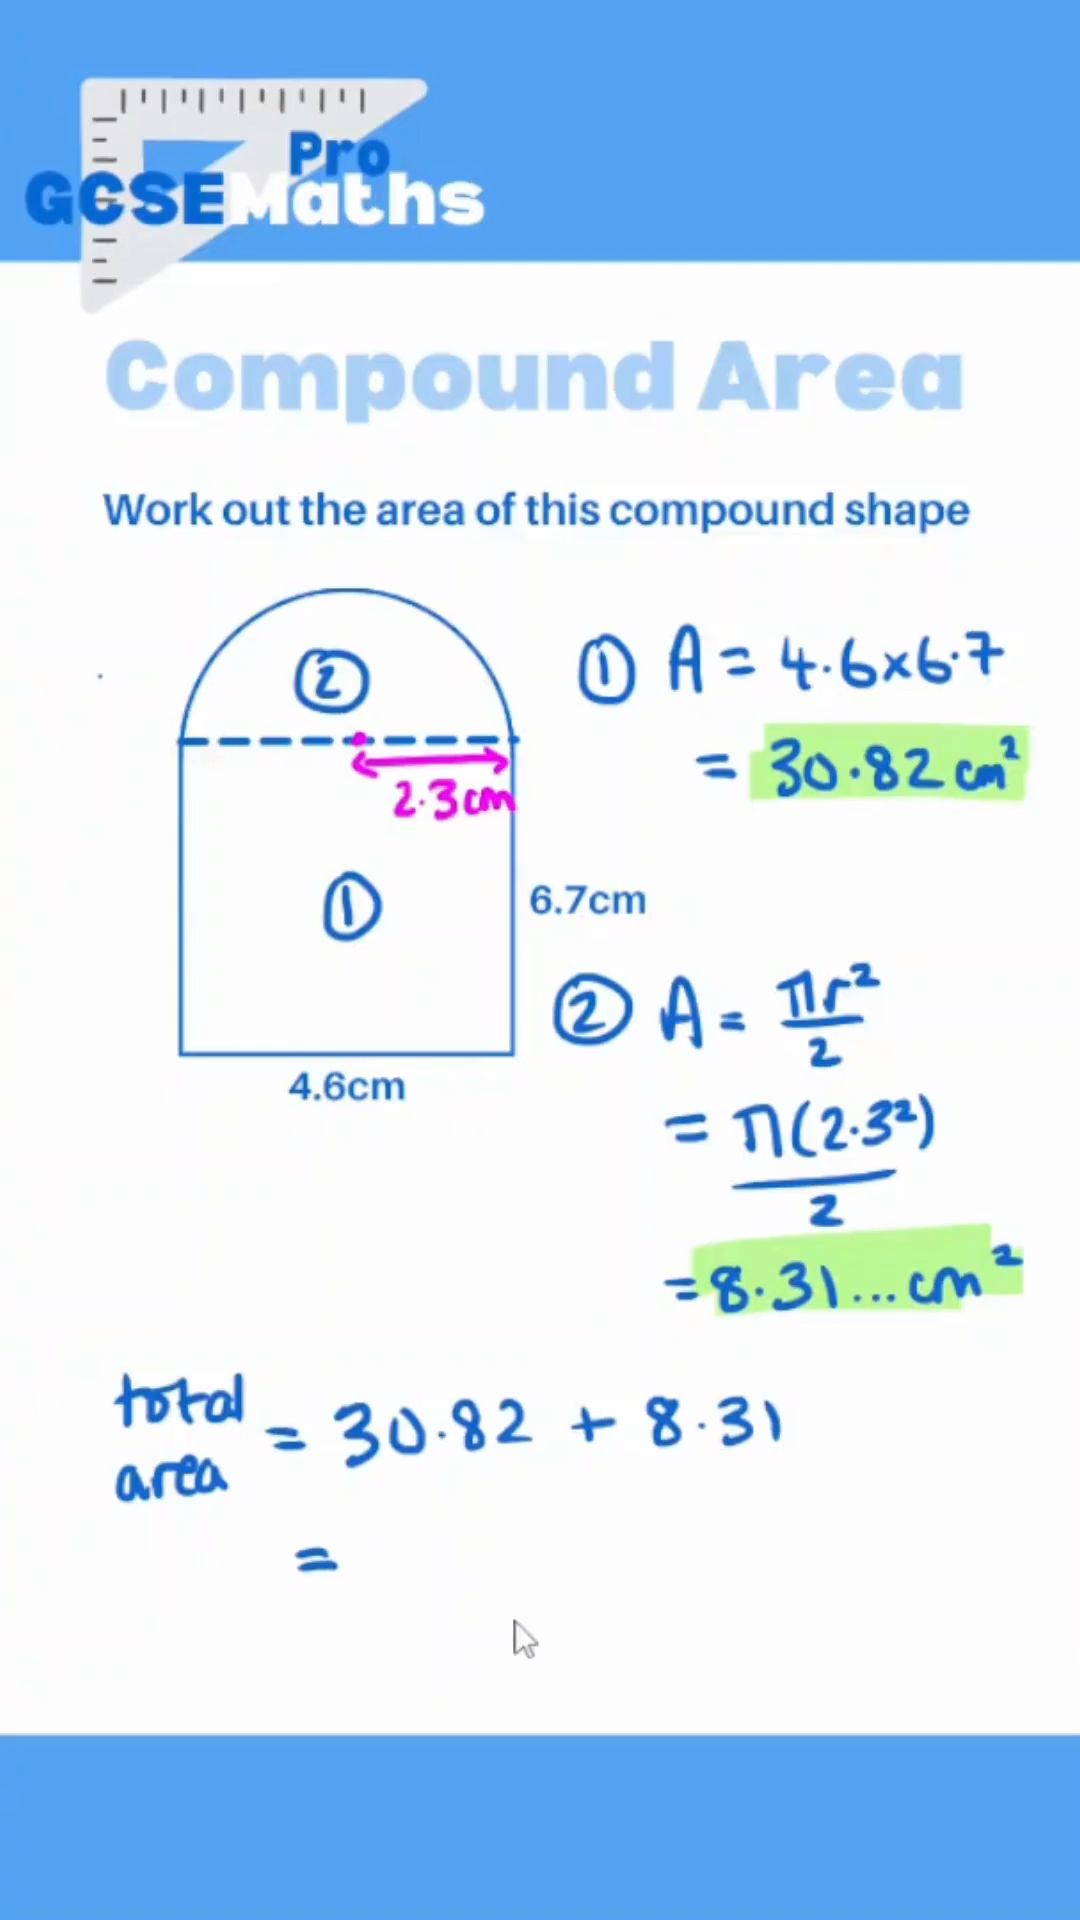 Pro
GCSEMaths
Compound Area
Work out the area of this compound shape
②
2.3cm
①
6.7cm
4.6cm
① A = 4.6×6.7
= 30.82 cm²
② A = πr²/2
= π(2.3²)/2
= 8.31... cm²
total area = 30.82 + 8.31
=